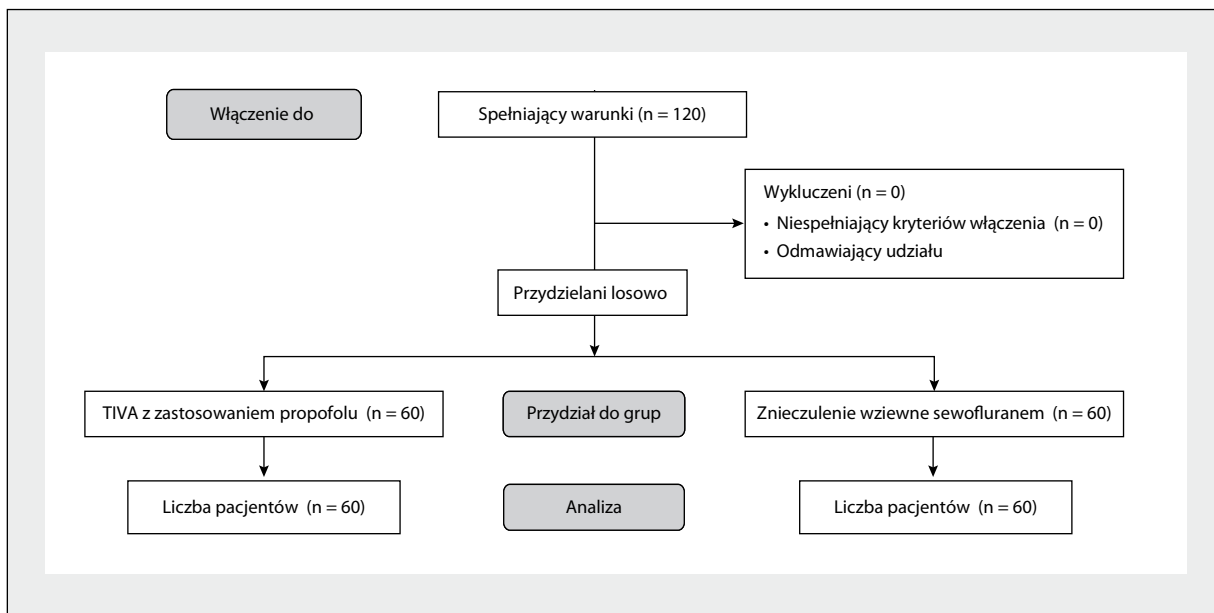 Włączenie do
Spełniający warunki (n = 120)
Wykluczeni (n = 0)
• Niespełniający kryteriów włączenia (n = 0)
• Odmawiający udziału
Przydzielani losowo
TIVA z zastosowaniem propofolu (n = 60)
Przydział do grup
Znieczulenie wziewne sewofluranem (n = 60)
Liczba pacjentów (n = 60)
Analiza
Liczba pacjentów (n = 60)